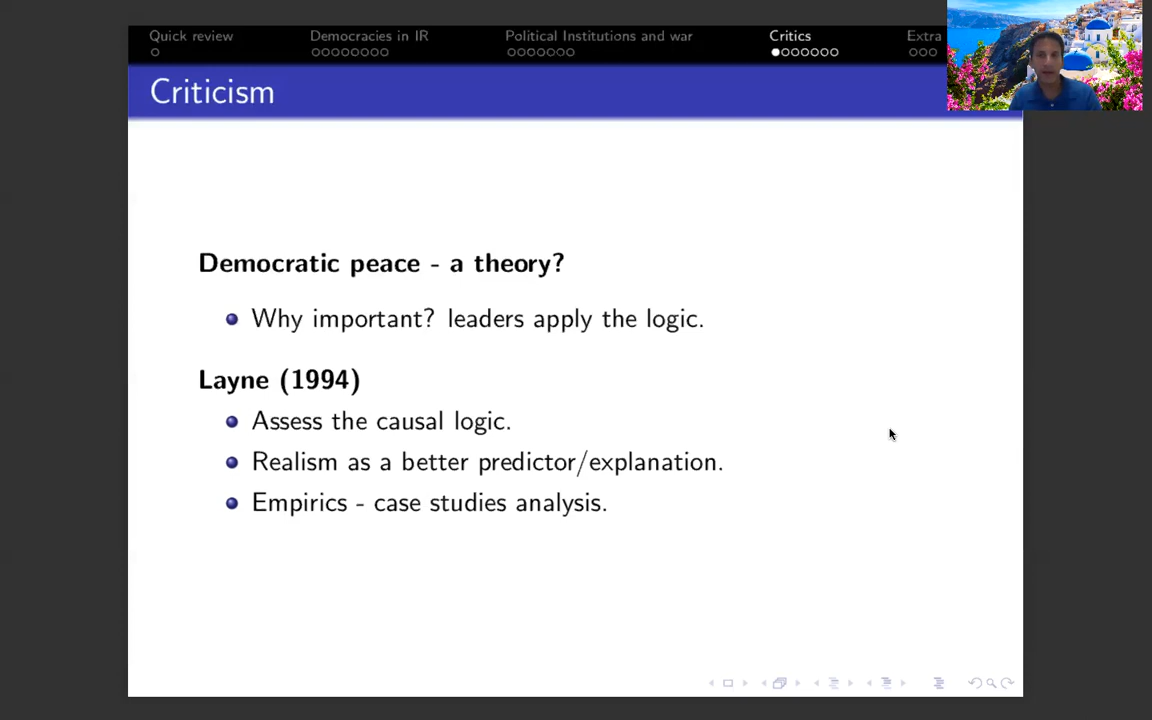 Quick review
Democracies in IR
Political Institutions and war
Critics
Extra
Criticism
Democratic peace - a theory?
Why important? leaders apply the logic.
Layne (1994)
Assess the causal logic.
Realism as a better predictor/explanation.
Empirics - case studies analysis.